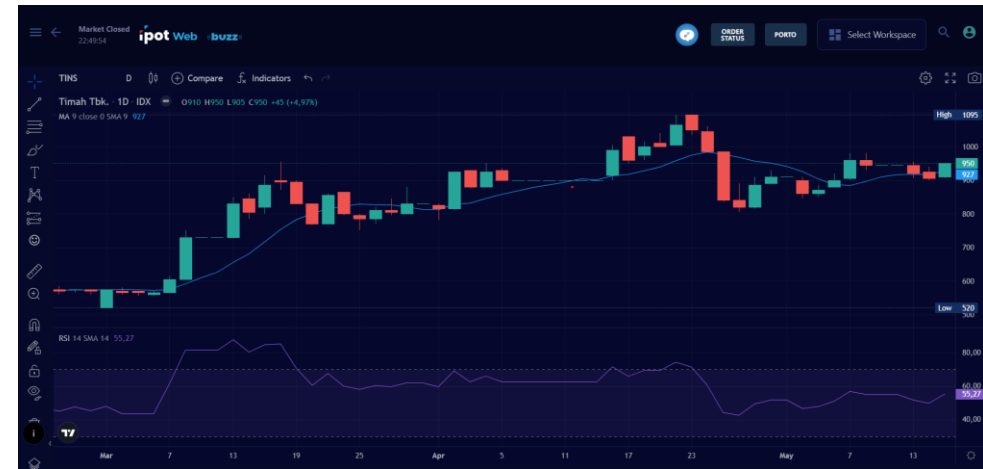 Market Closed
22:49:54
ipot Web buzz
ORDER STATUS
PORTO
Select Workspace
TINS D Compare fx Indicators
Timah Tbk. · 1D · IDX O910 H950 L905 C950 +45 (+4,97%)
MA 9 close 0 SMA 9 927
High 1095
1000
950
927
900
800
700
600
Low 520
500
RSI 14 SMA 14 55,27
80,00
60,00
55,27
40,00
Mar 7 13 19 25 Apr 5 11 17 23 May 7 13